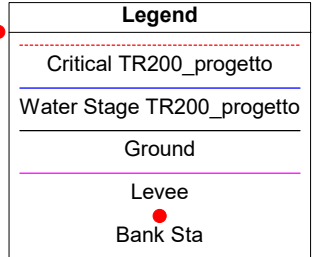 Legend
Critical TR200_progetto
Water Stage TR200_progetto
Ground
Levee
Bank Sta